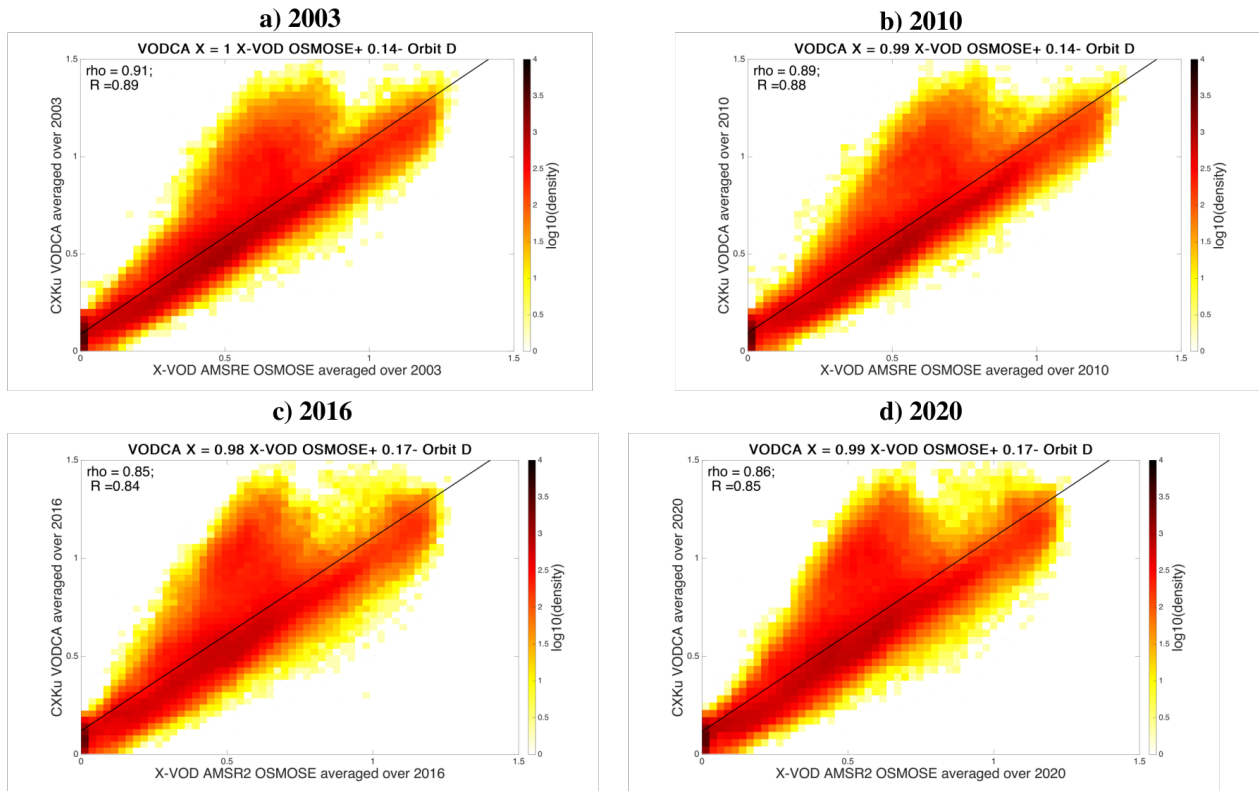 a) 2003
VODCA X = 1 X-VOD OSMOSE+ 0.14- Orbit D
rho = 0.91;
R =0.89
CXKu VODCA averaged over 2003
1.5
1
0.5
0
0
0.5
1
1.5
X-VOD AMSRE OSMOSE averaged over 2003
4
3.5
3
2.5
2
1.5
1
0.5
0
log10(density)
b) 2010
VODCA X = 0.99 X-VOD OSMOSE+ 0.14- Orbit D
rho = 0.89;
R =0.88
CXKu VODCA averaged over 2010
1.5
1
0.5
0
0
0.5
1
1.5
X-VOD AMSRE OSMOSE averaged over 2010
4
3.5
3
2.5
2
1.5
1
0.5
0
log10(density)
c) 2016
VODCA X = 0.98 X-VOD OSMOSE+ 0.17- Orbit D
rho = 0.85;
R =0.84
CXKu VODCA averaged over 2016
1.5
1
0.5
0
0
0.5
1
1.5
X-VOD AMSR2 OSMOSE averaged over 2016
4
3.5
3
2.5
2
1.5
1
0.5
0
log10(density)
d) 2020
VODCA X = 0.99 X-VOD OSMOSE+ 0.17- Orbit D
rho = 0.86;
R =0.85
CXKu VODCA averaged over 2020
1.5
1
0.5
0
0
0.5
1
1.5
X-VOD AMSR2 OSMOSE averaged over 2020
4
3.5
3
2.5
2
1.5
1
0.5
0
log10(density)